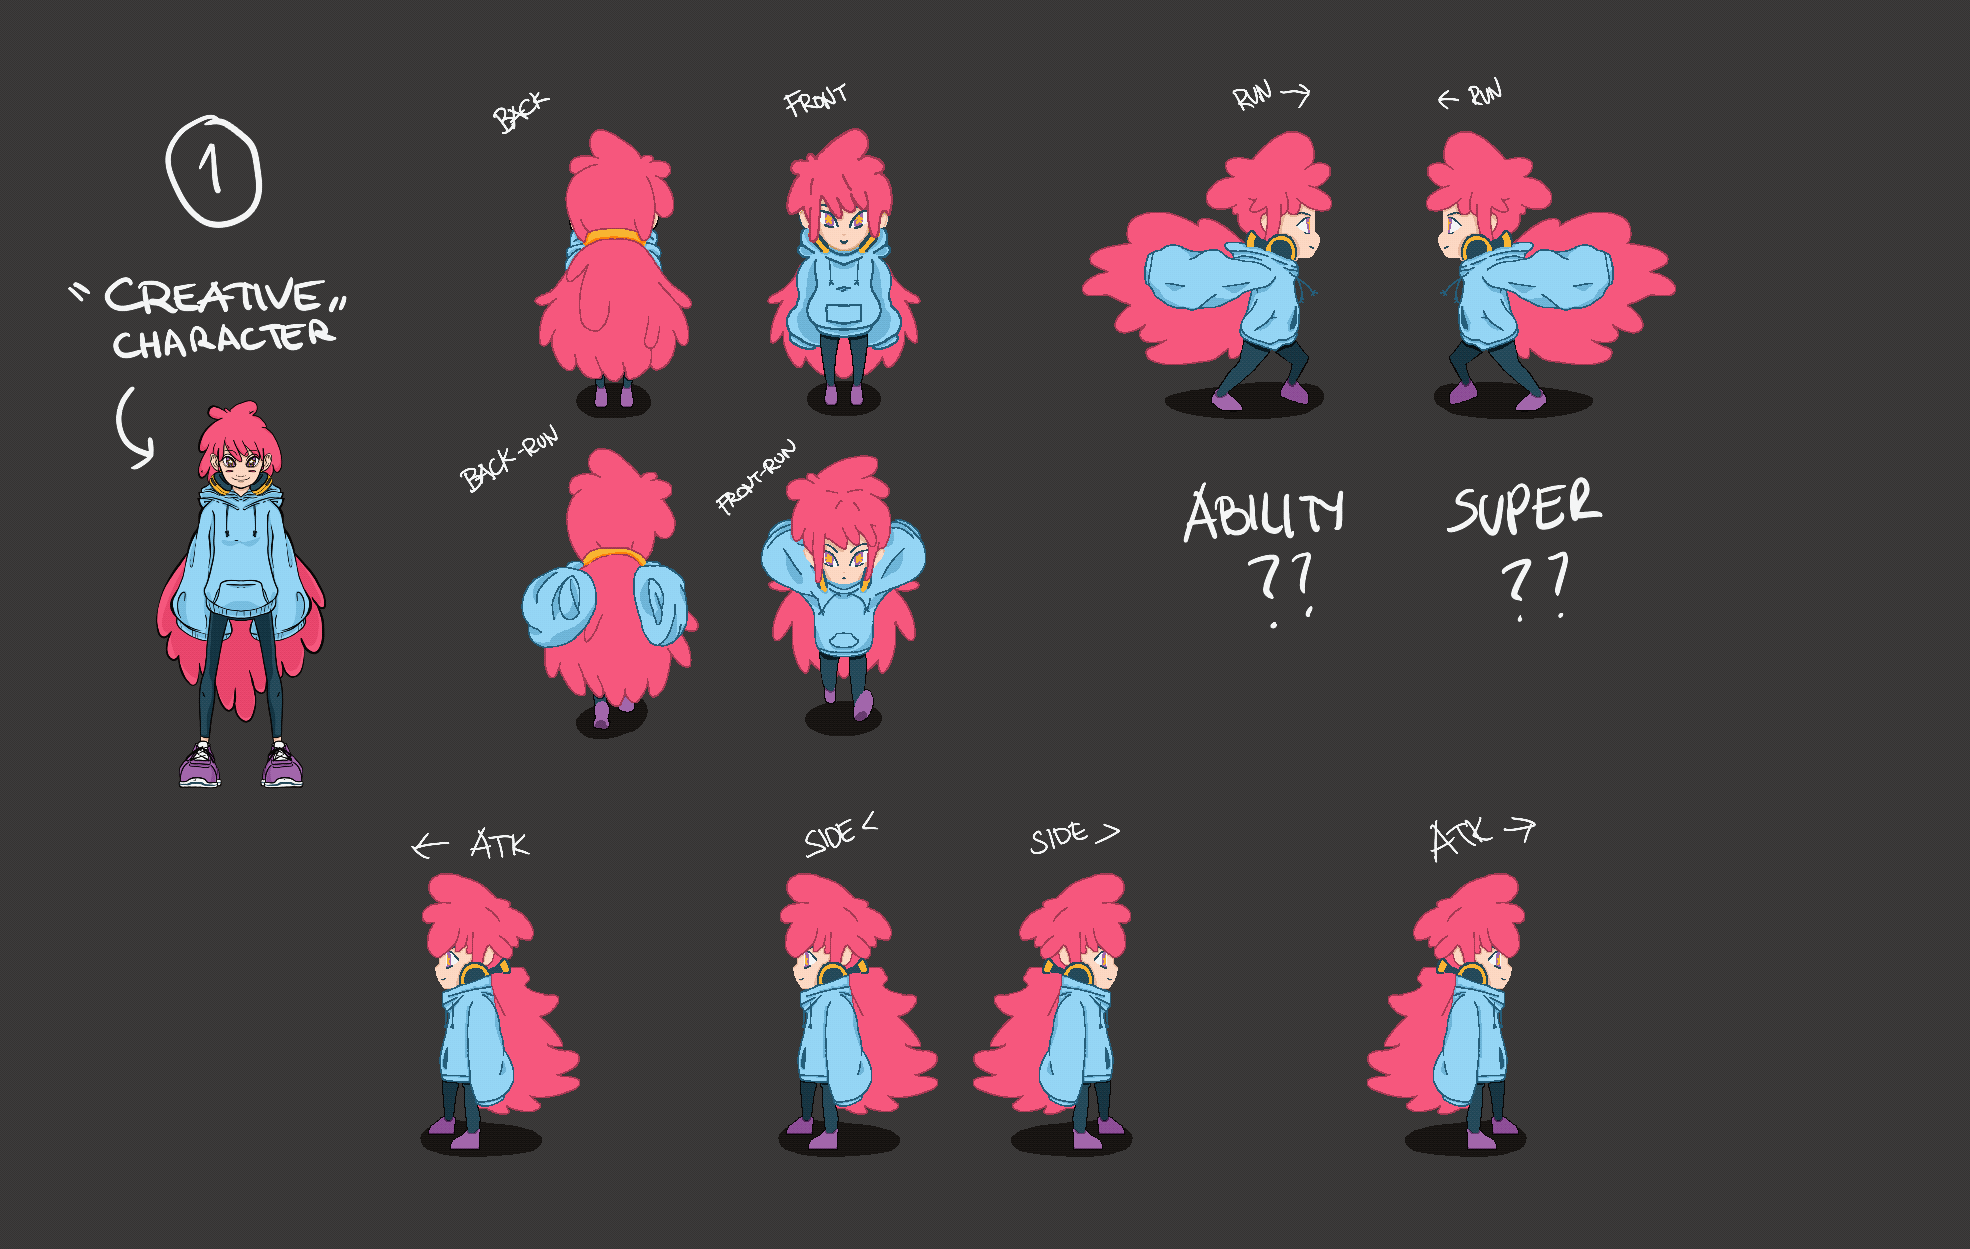 1
"CREATIVE"
CHARACTER
BACK
FRONT
RUN →
← RUN
BACK-RUN
FRONT-RUN
ABILITY
??
SUPER
??
← ATK
SIDE <
SIDE >
ATK →